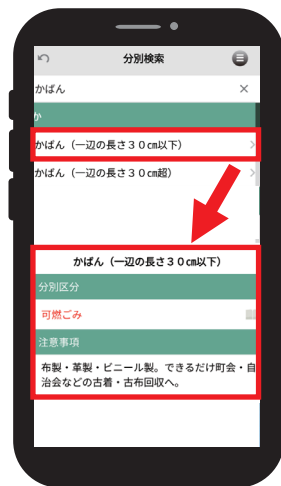 分別検索
かばん
か
かばん（一辺の長さ３０㎝以下）
かばん（一辺の長さ３０㎝超）
かばん（一辺の長さ３０㎝以下）
分別区分
可燃ごみ
注意事項
布製・革製・ビニール製。できるだけ町会・自
治会などの古着・古布回収へ。